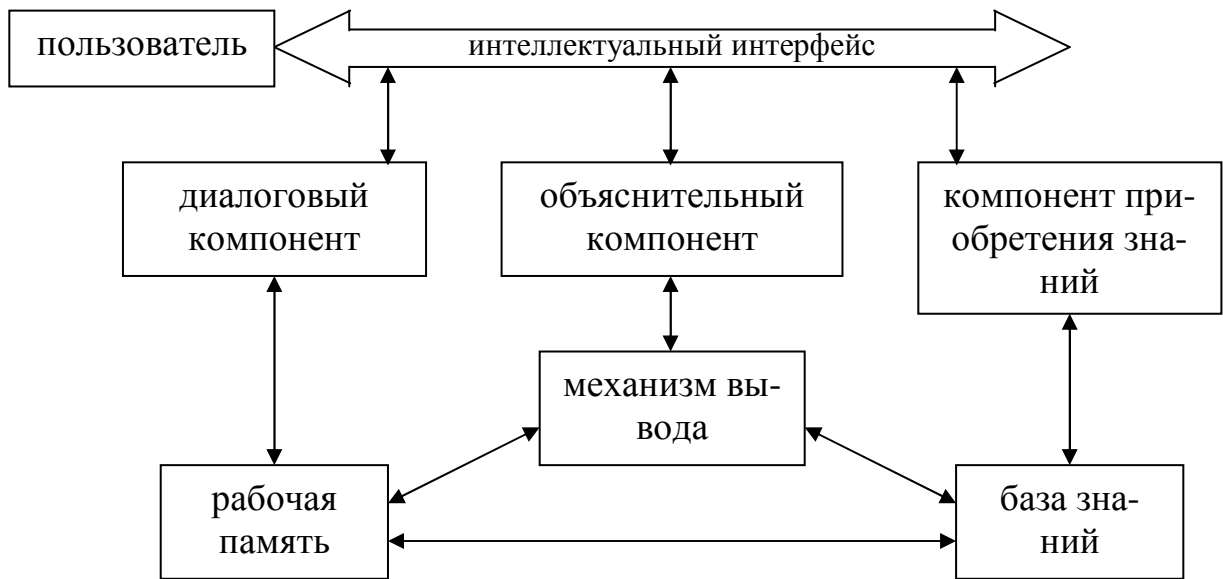 пользователь
интеллектуальный интерфейс
диалоговый
компонент
объяснительный
компонент
компонент при-
обретения зна-
ний
механизм вы-
вода
рабочая
память
база зна-
ний